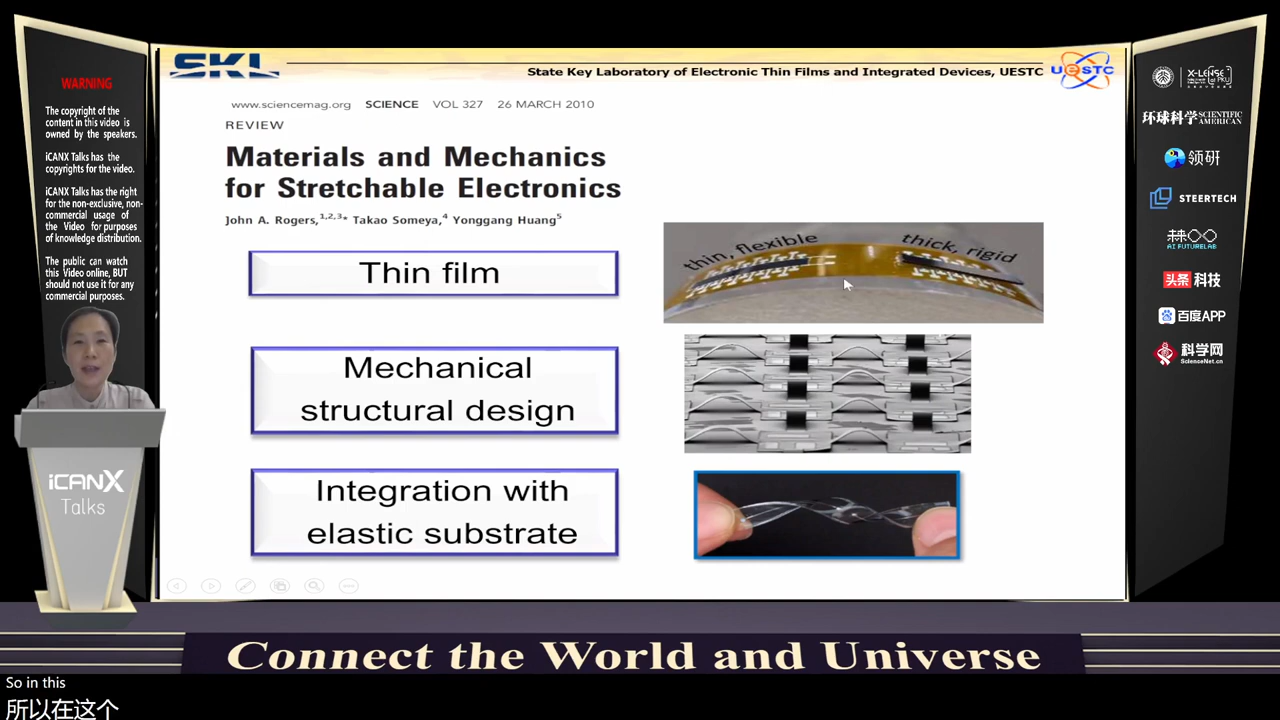 WARNING
The copyright of the
content in this video is
owned by the speakers.
iCANX Talks has the
copyrights for the video.
iCANX Talks has the right
for the non-exclusive, non-
commercial usage of
the Video for purposes
of knowledge distribution.
The public can watch
this Video online, BUT
should not use it for any
commercial purposes.
iCANX
Talks
SKL
State Key Laboratory of Electronic Thin Films and Integrated Devices, UESTC
UESTC
www.sciencemag.org SCIENCE VOL 327 26 MARCH 2010
REVIEW
Materials and Mechanics
for Stretchable Electronics
John A. Rogers,1,2,3* Takao Someya,4 Yonggang Huang5
Thin film
thin, flexible
thick, rigid
Mechanical
structural design
Integration with
elastic substrate
X-LENSE
PKU
环球科学 SCIENTIFIC AMERICAN
领研
STEERTECH
AI FUTURELAB
头条 科技
百度APP
科学网
ScienceNet.cn
Connect the World and Universe
So in this
所以在这个